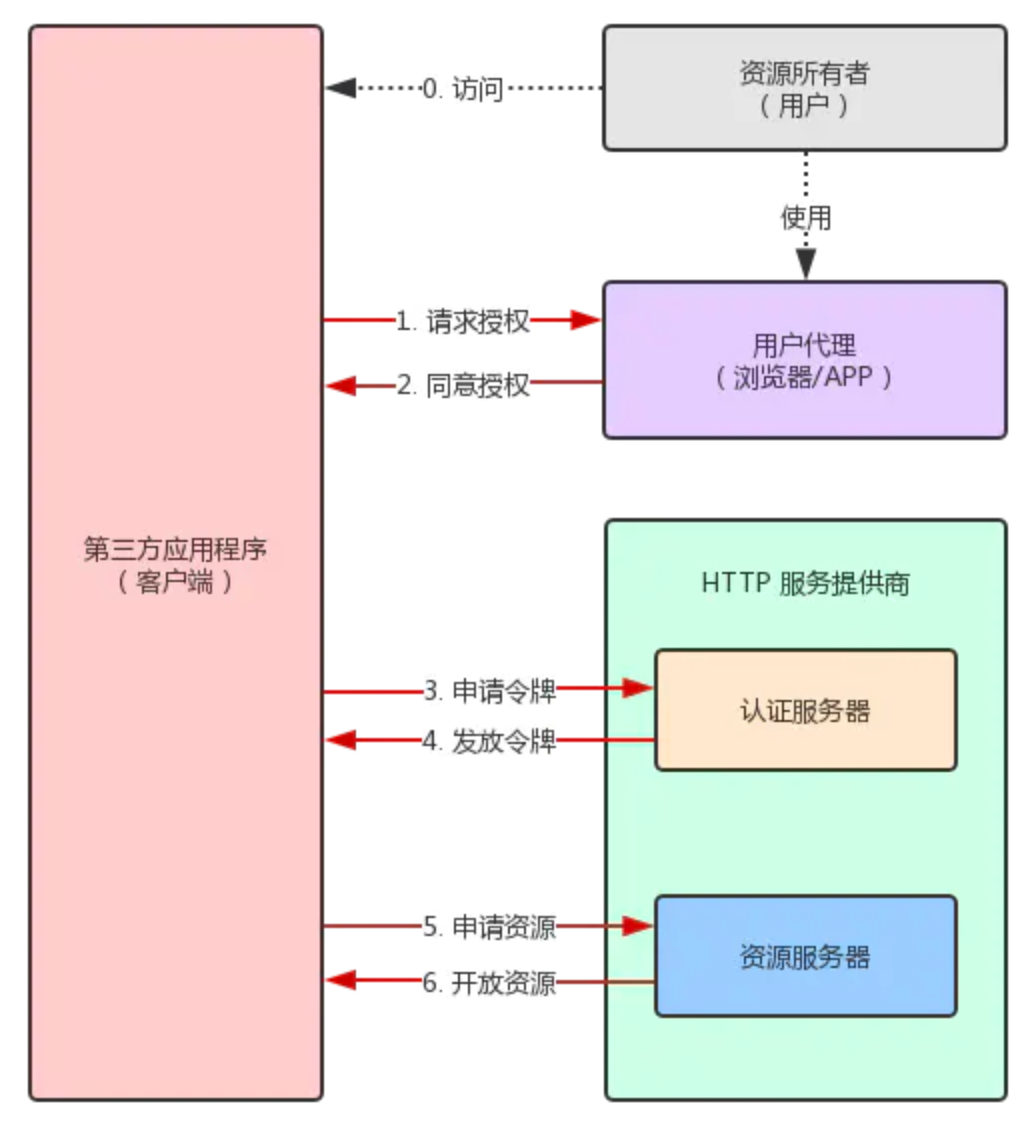 资源所有者
（ 用户 ）
0. 访问
使用
1. 请求授权
用户代理
（ 浏览器/APP ）
2. 同意授权
第三方应用程序
（ 客户端 ）
HTTP 服务提供商
3. 申请令牌
认证服务器
4. 发放令牌
5. 申请资源
资源服务器
6. 开放资源